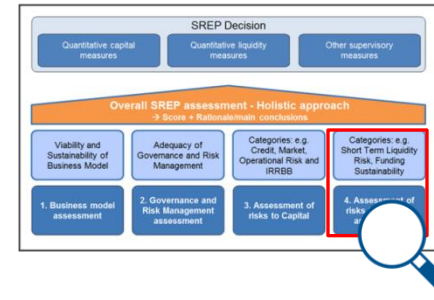 SREP Decision
Quantitative capital
measures
Quantitative liquidity
measures
Other supervisory
measures
Overall SREP assessment - Holistic approach
→ Score + Rationale/main conclusions
Viability and
Sustainability of
Business Model
Adequacy of
Governance and Risk
Management
Categories: e.g.
Credit, Market,
Operational Risk and
IRRBB
Categories: e.g.
Short Term Liquidity
Risk, Funding
Sustainability
1. Business model
assessment
2. Governance and
Risk Management
assessment
3. Assessment of
risks to Capital
4. Assessment of
risks